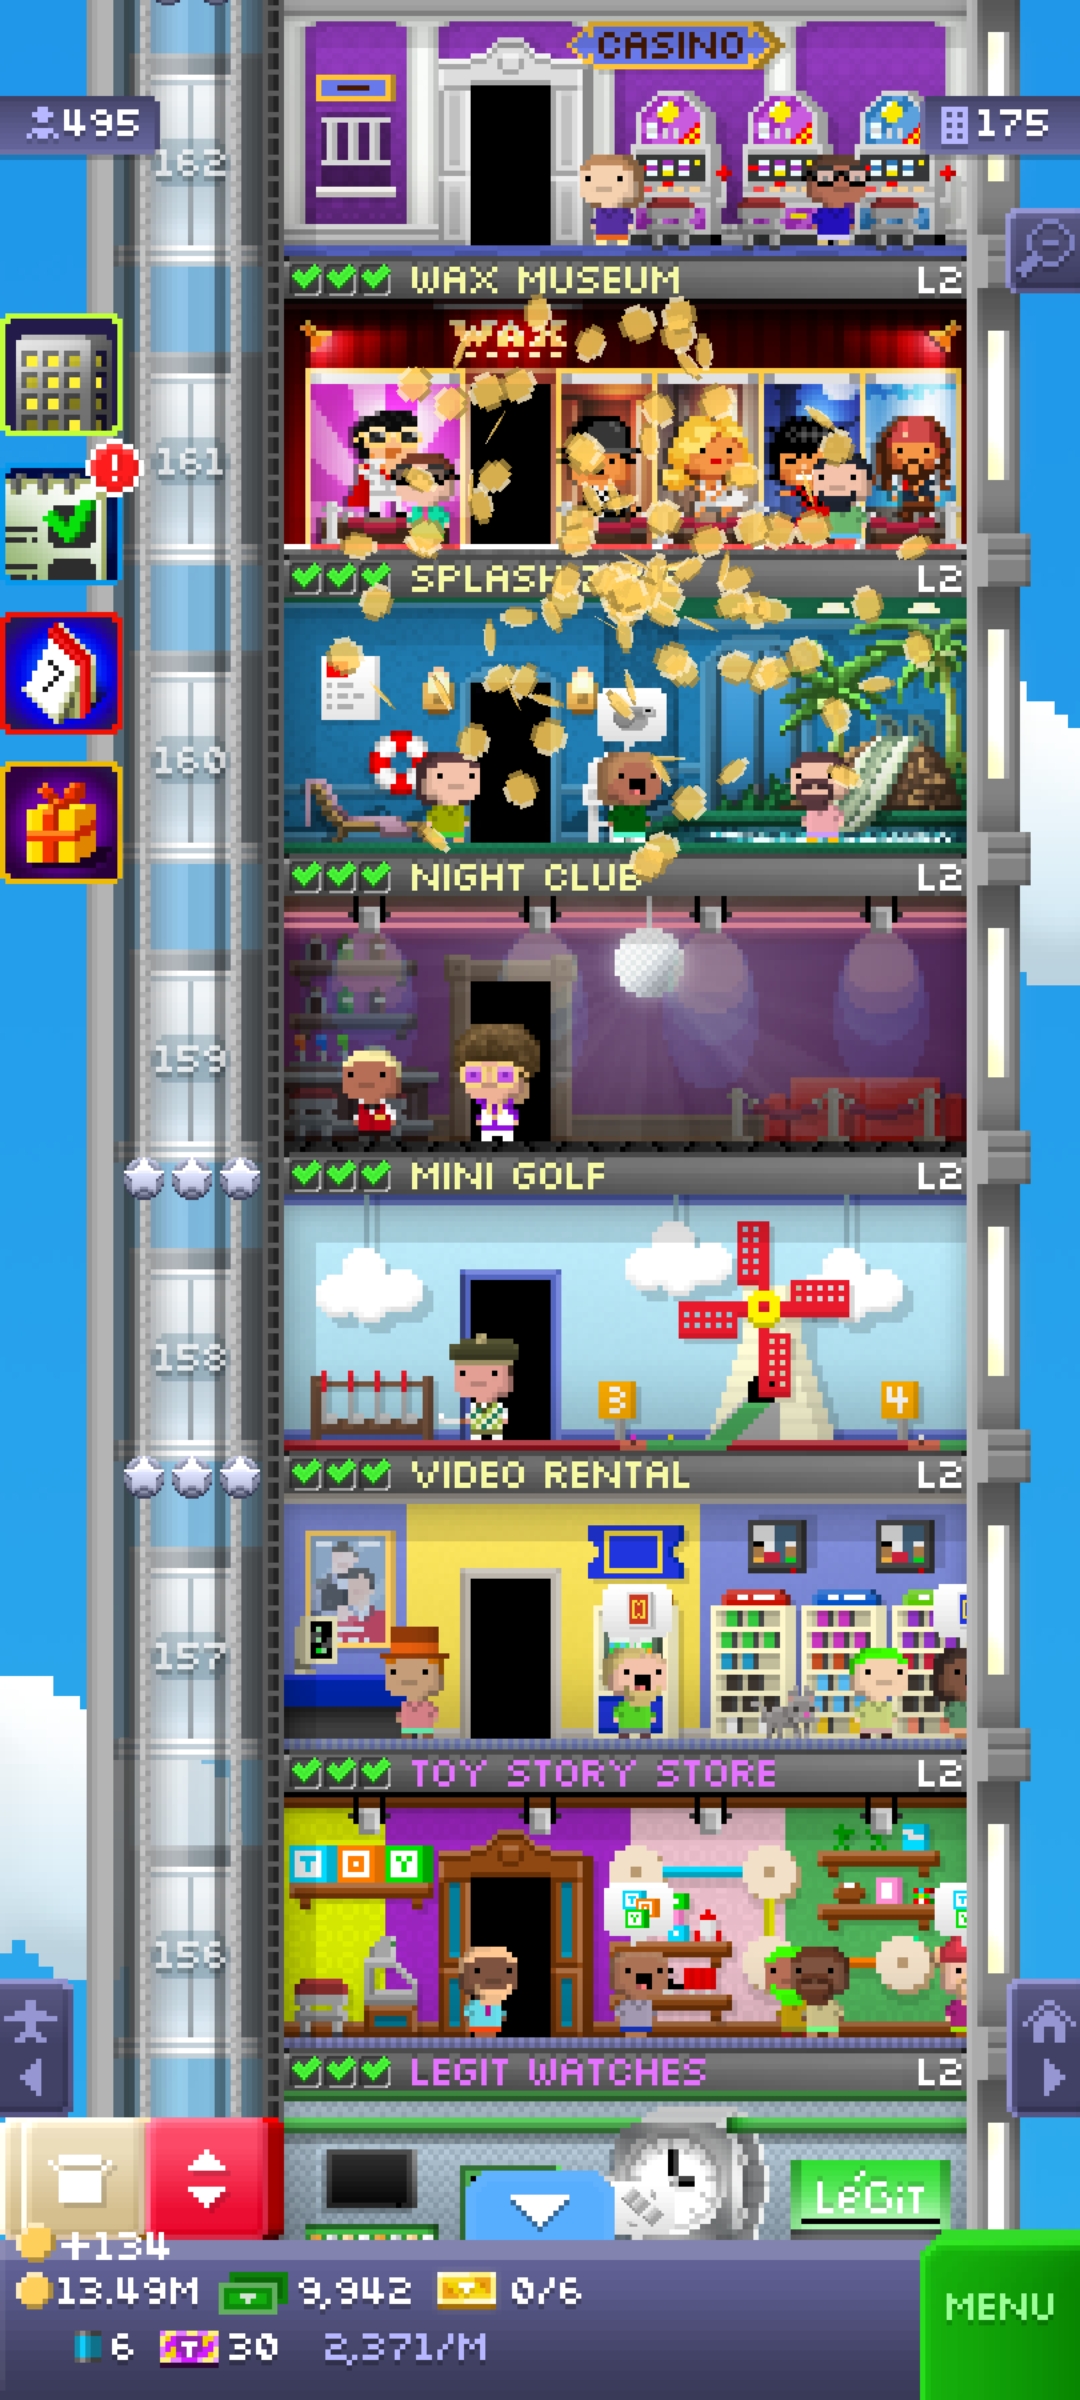 CASINO
495
175
162
WAX MUSEUM L2
WAX
161
SPLASH L2
160
NIGHT CLUB L2
159
MINI GOLF L2
158
3
4
VIDEO RENTAL L2
157
TOY STORY STORE L2
TOY
156
LEGIT WATCHES L2
LéGiT
+134
13.49M 9,942 0/6
MENU
6 30 2,371/M